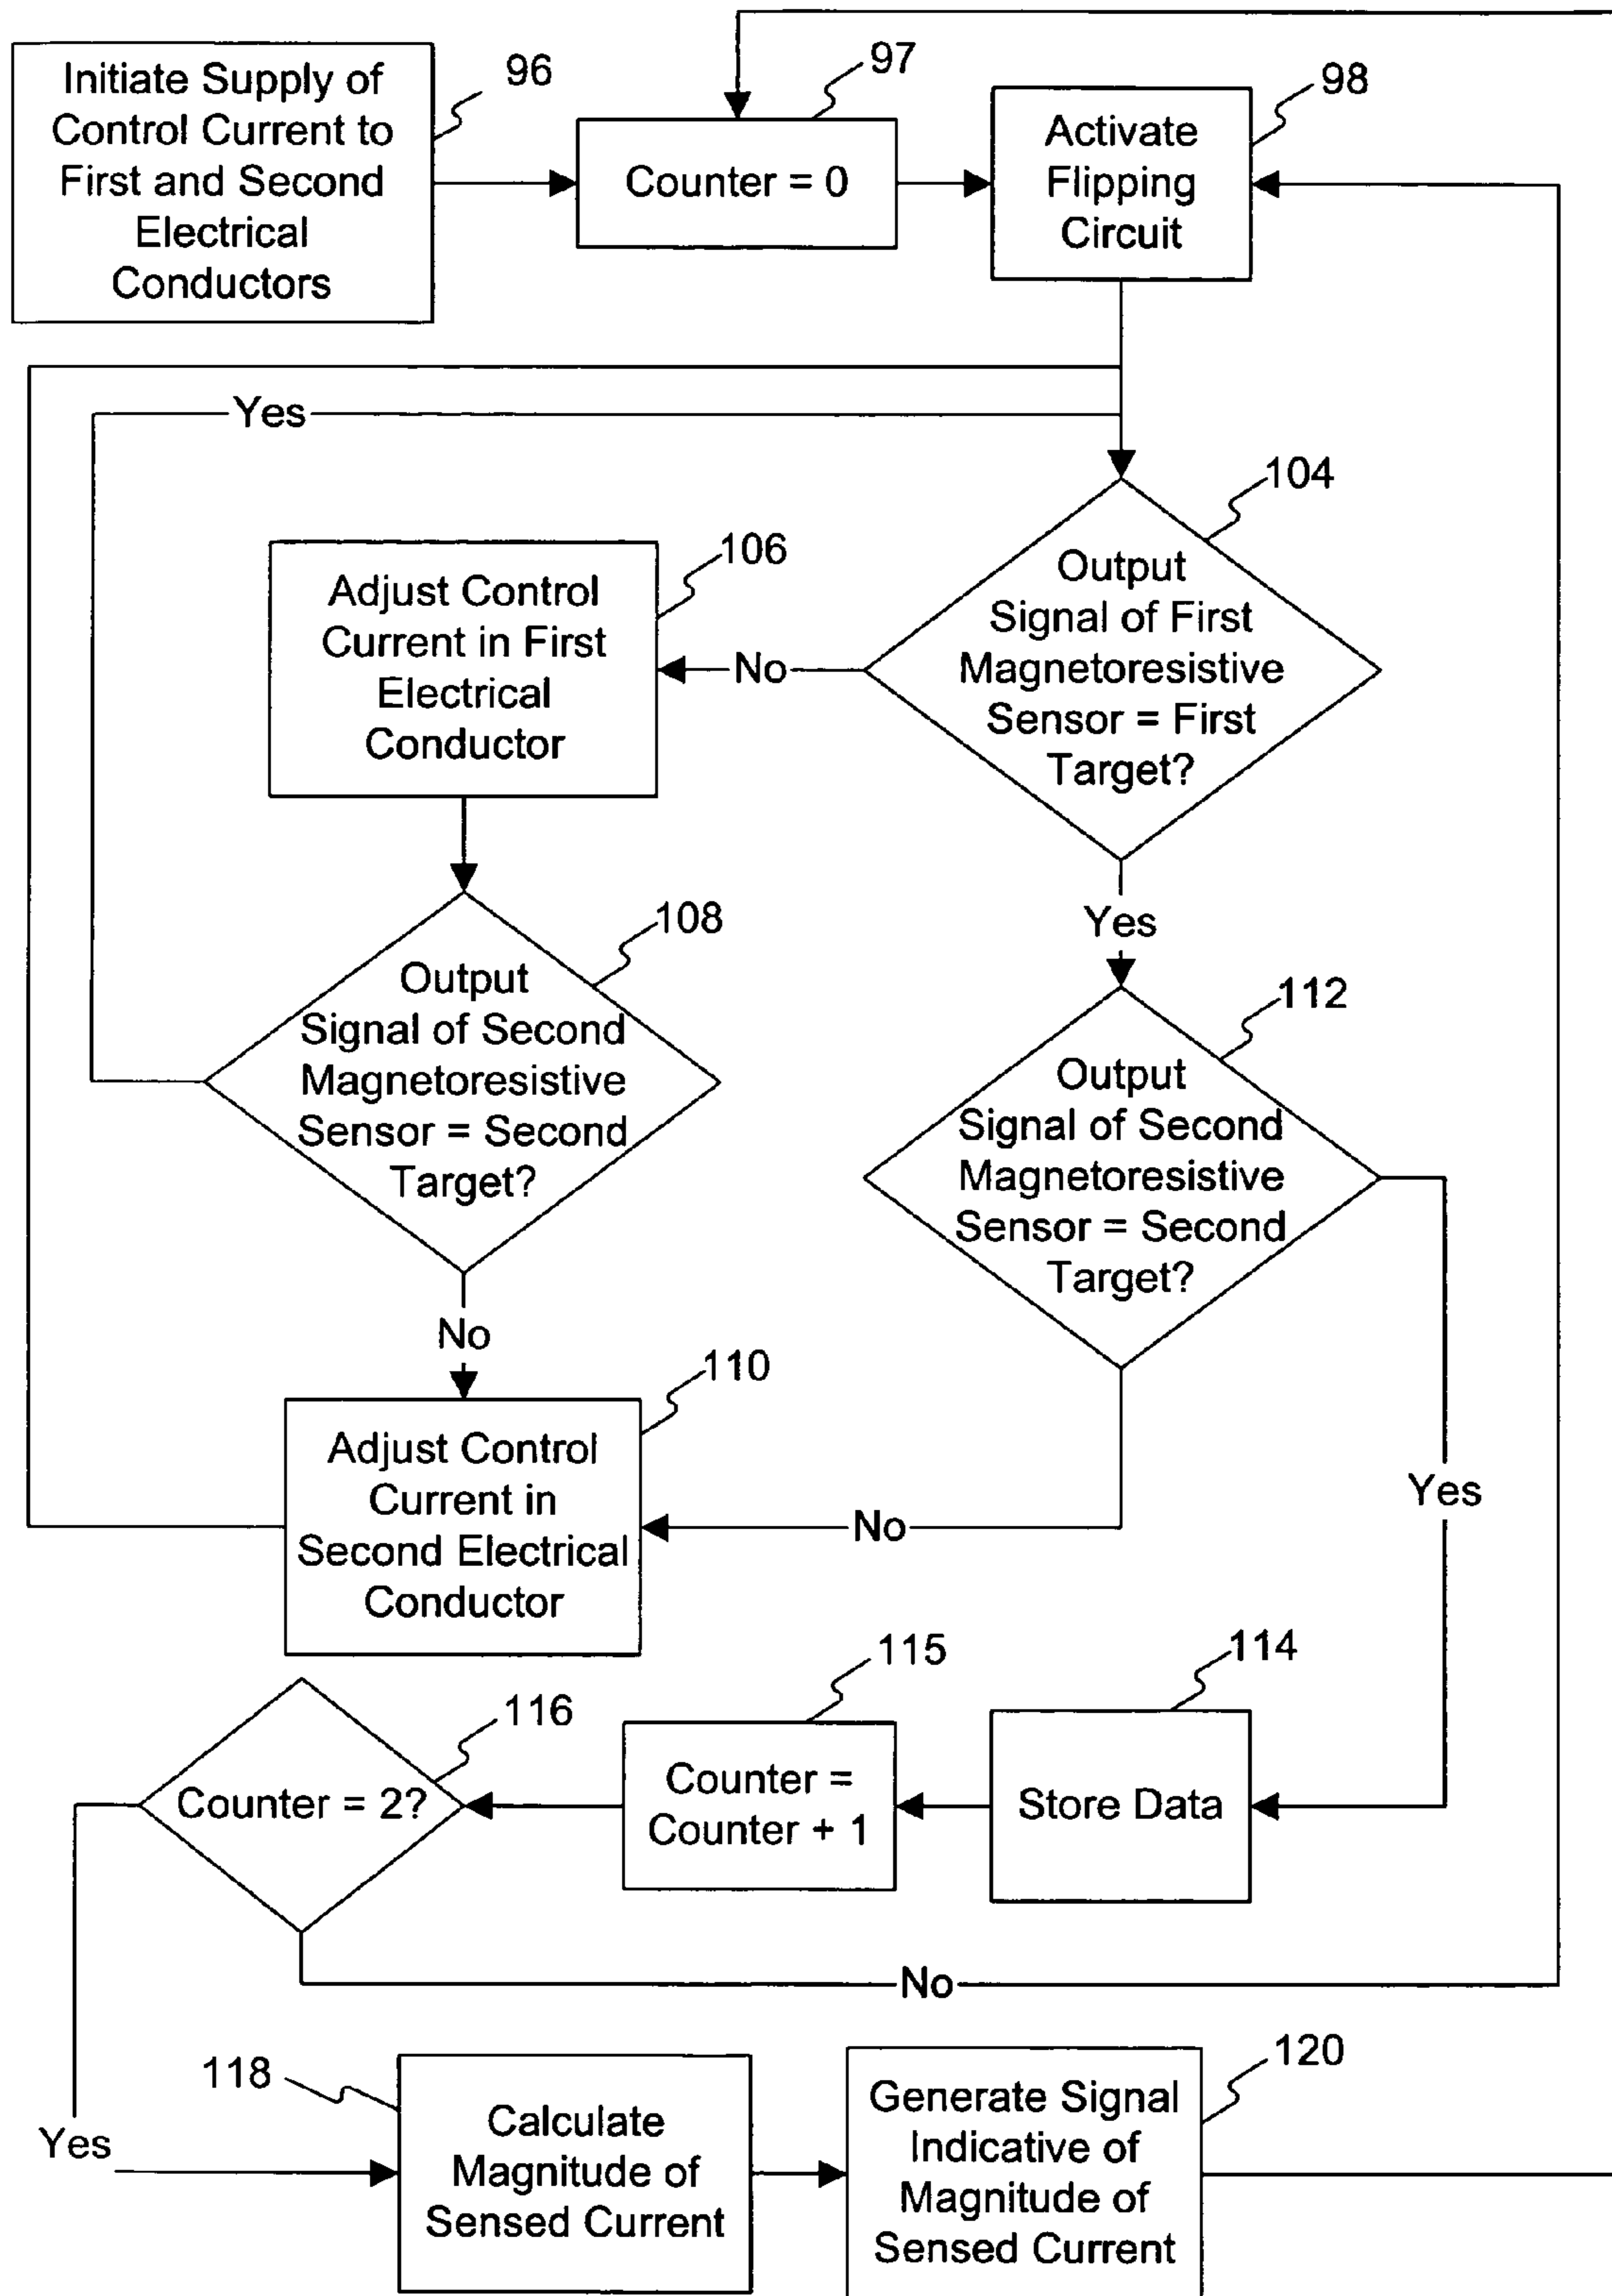 Initiate Supply of
Control Current to
First and Second
Electrical
Conductors
96
Counter = 0
97
Activate
Flipping
Circuit
98
Yes
104
Output
Signal of First
Magnetoresistive
Sensor = First
Target?
No
106
Adjust Control
Current in First
Electrical
Conductor
108
Output
Signal of Second
Magnetoresistive
Sensor = Second
Target?
Yes
112
Output
Signal of Second
Magnetoresistive
Sensor = Second
Target?
No
110
Adjust Control
Current in
Second Electrical
Conductor
No
Yes
114
Store Data
115
Counter =
Counter + 1
116
Counter = 2?
No
Yes
118
Calculate
Magnitude of
Sensed Current
120
Generate Signal
Indicative of
Magnitude of
Sensed Current